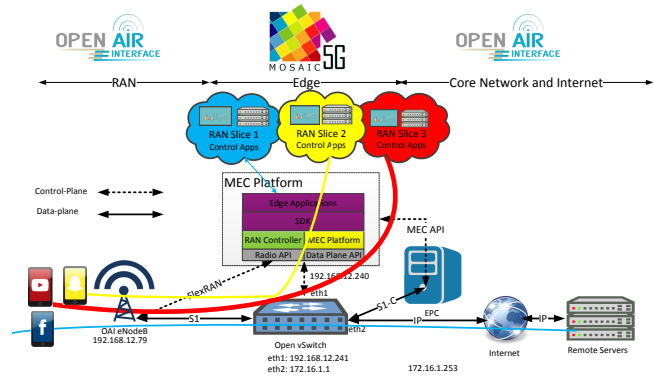 OPEN AIR
INTERFACE
MOSAIC 5G
OPEN AIR
INTERFACE
RAN
Edge
Core Network and Internet
RAN Slice 1
Control Apps
RAN Slice 2
Control Apps
RAN Slice 3
Control Apps
MEC Platform
Edge Applications
SDK
RAN Controller
MEC Platform
Radio API
Data Plane API
Control-Plane
Data-plane
MEC API
192.168.12.240
eth1
FlexRAN
S1-C
EPC
S1
eth2
IP
IP
OAI eNodeB
192.168.12.79
Open vSwitch
eth1: 192.168.12.241
eth2: 172.16.1.1
172.16.1.253
Internet
Remote Servers